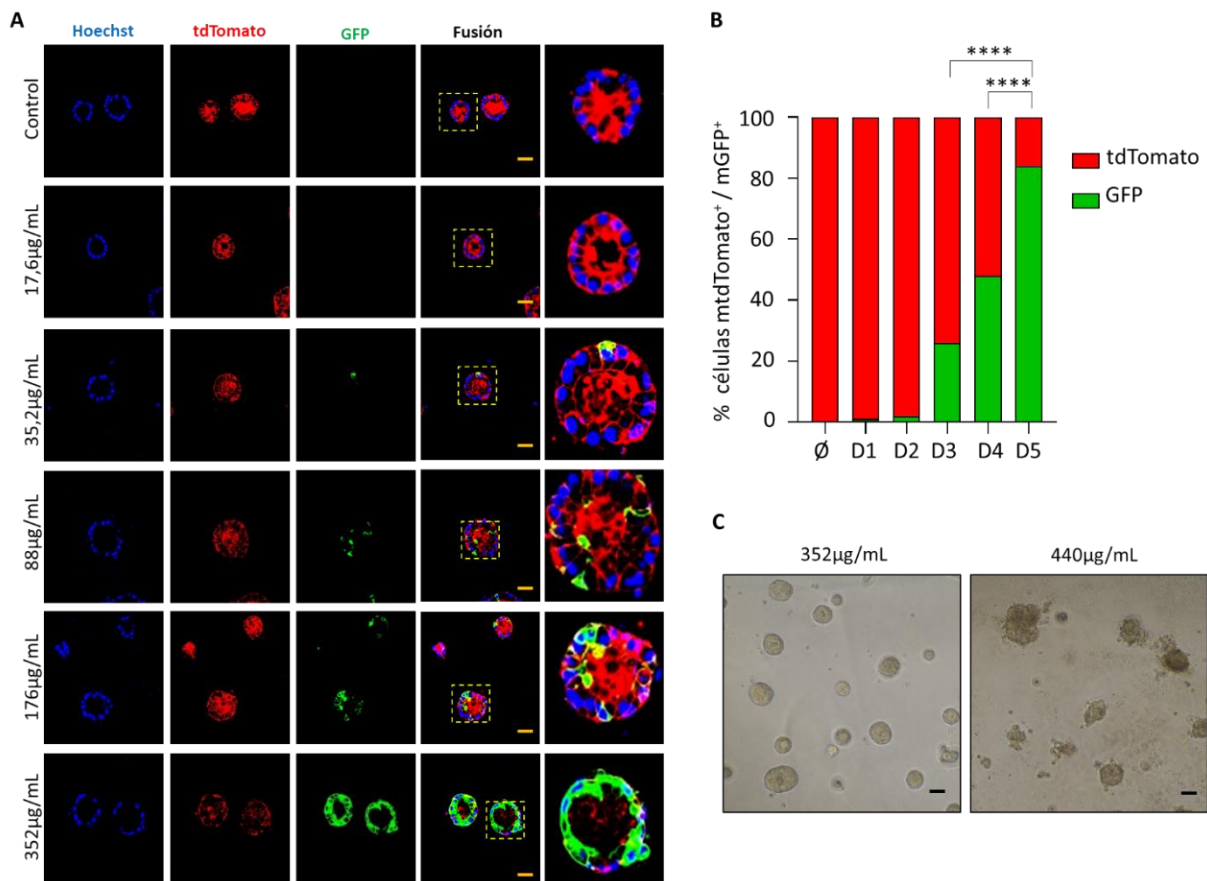 A
Hoechst tdTomato GFP Fusión
Control
17,6µg/mL
35,2µg/mL
88µg/mL
176µg/mL
352µg/mL
B
****
****
% células mtdTomato⁺ / mGFP⁺
100
80
60
40
20
0
Ø D1 D2 D3 D4 D5
tdTomato
GFP
C
352µg/mL 440µg/mL